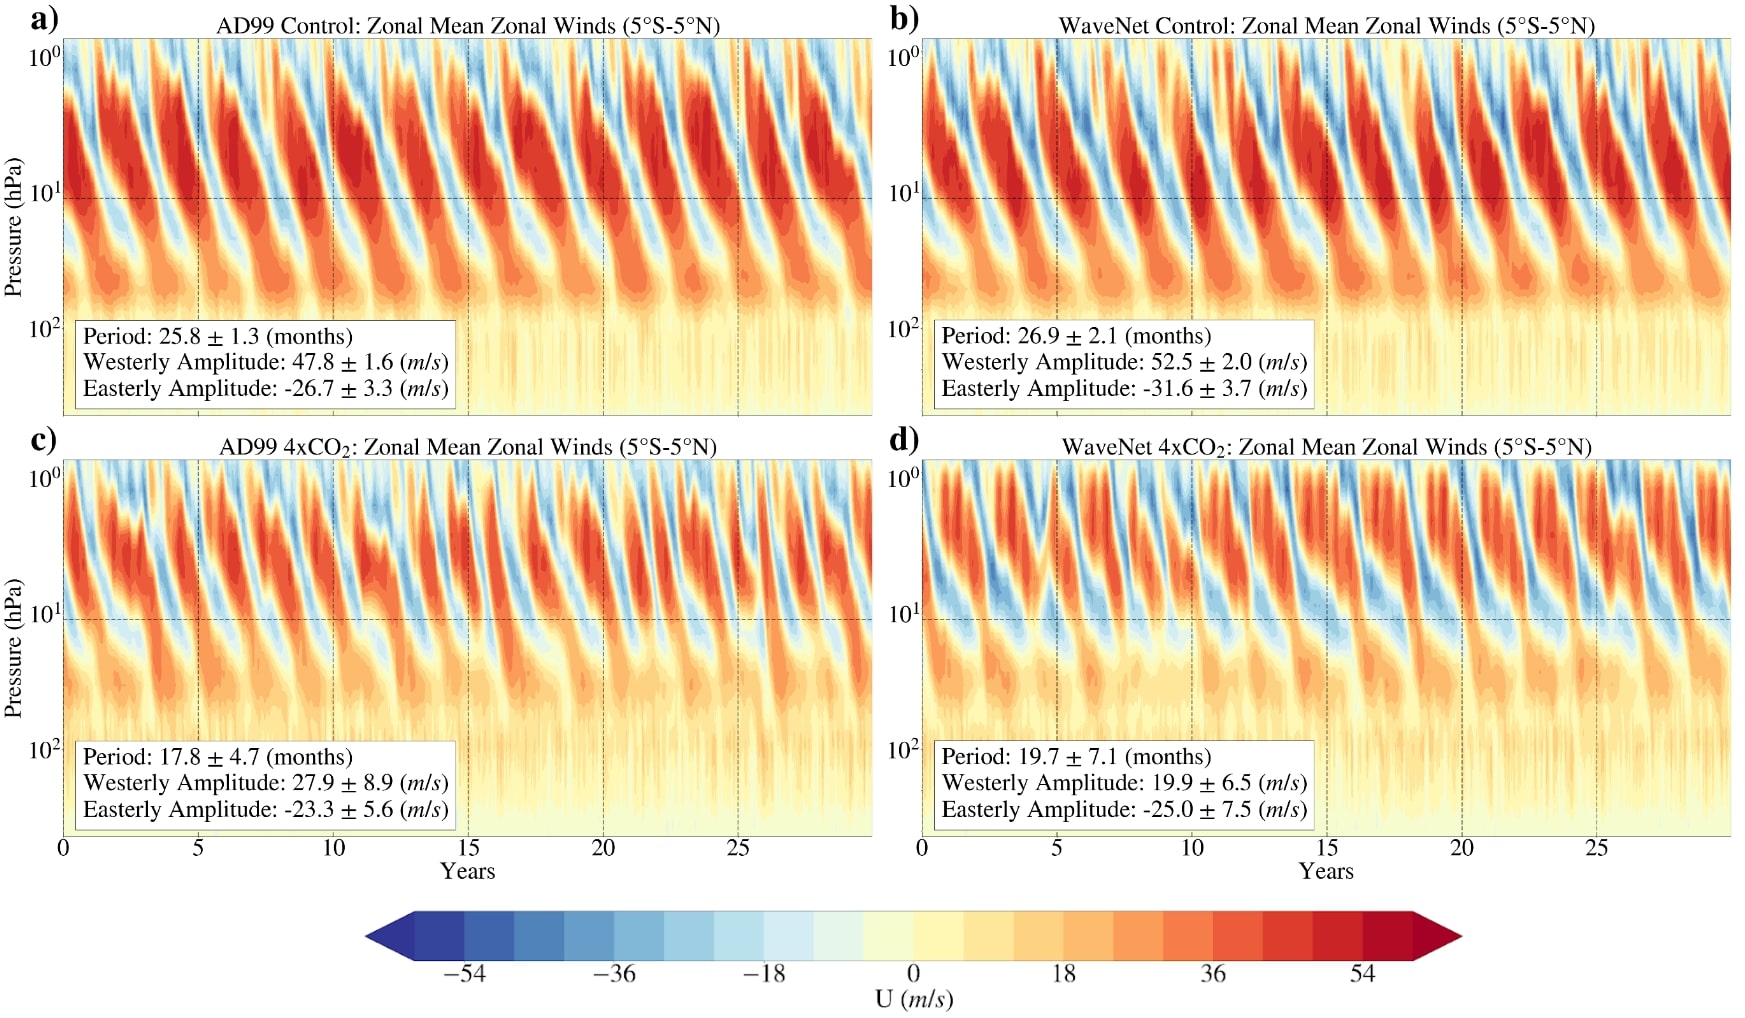 a) AD99 Control: Zonal Mean Zonal Winds (5°S-5°N)
10⁰
10¹
10²
Pressure (hPa)
Period: 25.8 ± 1.3 (months)
Westerly Amplitude: 47.8 ± 1.6 (m/s)
Easterly Amplitude: -26.7 ± 3.3 (m/s)
b) WaveNet Control: Zonal Mean Zonal Winds (5°S-5°N)
10⁰
10¹
10²
Period: 26.9 ± 2.1 (months)
Westerly Amplitude: 52.5 ± 2.0 (m/s)
Easterly Amplitude: -31.6 ± 3.7 (m/s)
c) AD99 4xCO₂: Zonal Mean Zonal Winds (5°S-5°N)
10⁰
10¹
10²
Pressure (hPa)
Period: 17.8 ± 4.7 (months)
Westerly Amplitude: 27.9 ± 8.9 (m/s)
Easterly Amplitude: -23.3 ± 5.6 (m/s)
0 5 10 15 20 25
Years
d) WaveNet 4xCO₂: Zonal Mean Zonal Winds (5°S-5°N)
10⁰
10¹
10²
Period: 19.7 ± 7.1 (months)
Westerly Amplitude: 19.9 ± 6.5 (m/s)
Easterly Amplitude: -25.0 ± 7.5 (m/s)
0 5 10 15 20 25
Years
−54 −36 −18 0 18 36 54
U (m/s)